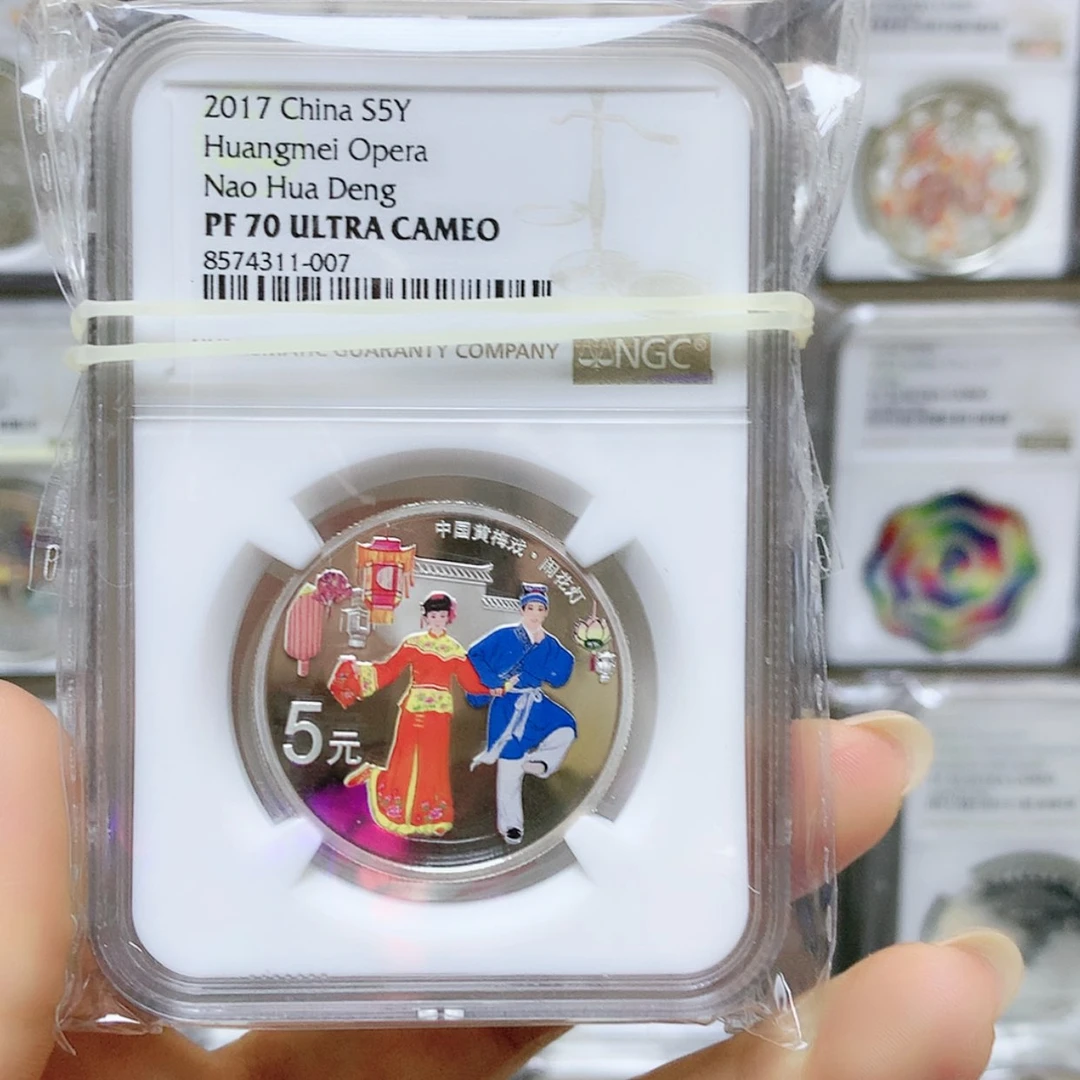 2017 China S5Y
Huangmei Opera
Nao Hua Deng
PF 70 ULTRA CAMEO
8574311-007
GUARANTY COMPANY
NGC®
中国黄梅戏·闹花灯
5元